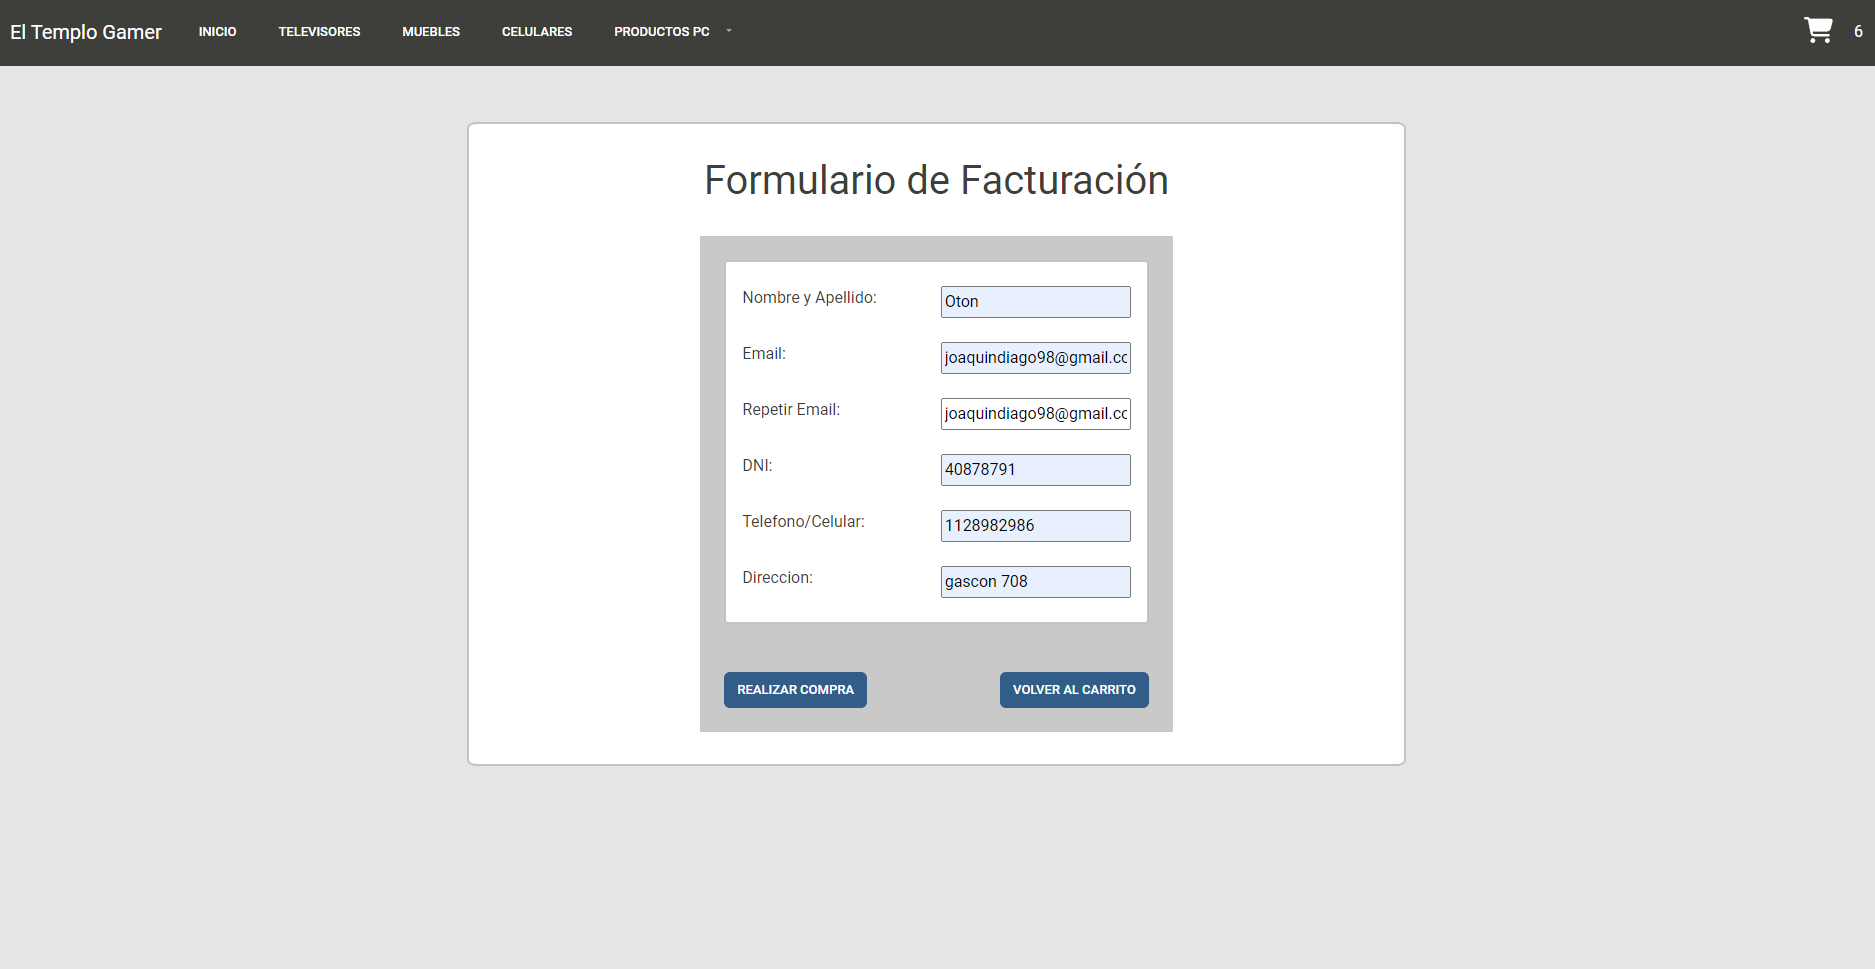 El Templo Gamer INICIO TELEVISORES MUEBLES CELULARES PRODUCTOS PC 6
Formulario de Facturación
Nombre y Apellido: Oton
Email: joaquindiago98@gmail.cc
Repetir Email: joaquindiago98@gmail.cc
DNI: 40878791
Telefono/Celular: 1128982986
Direccion: gascon 708
REALIZAR COMPRA VOLVER AL CARRITO